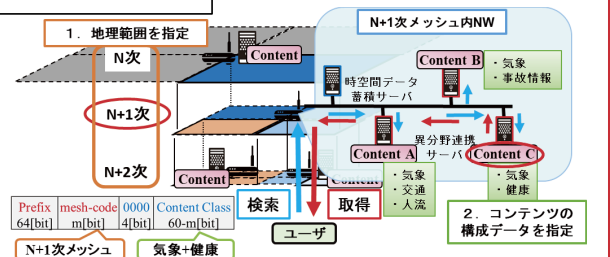 1．地理範囲を指定
N次
N+1次
N+2次
Content
Content
N+1次メッシュ内NW
時空間データ
蓄積サーバ
Content B
・気象
・事故情報
異分野連携
サーバ
Content A
・気象
・交通
・人流
Content C
・気象
・健康
検索
取得
ユーザ
2．コンテンツの
構成データを指定
Prefix mesh-code 0000 Content Class
64[bit] m[bit] 4[bit] 60-m[bit]
N+1次メッシュ
気象+健康